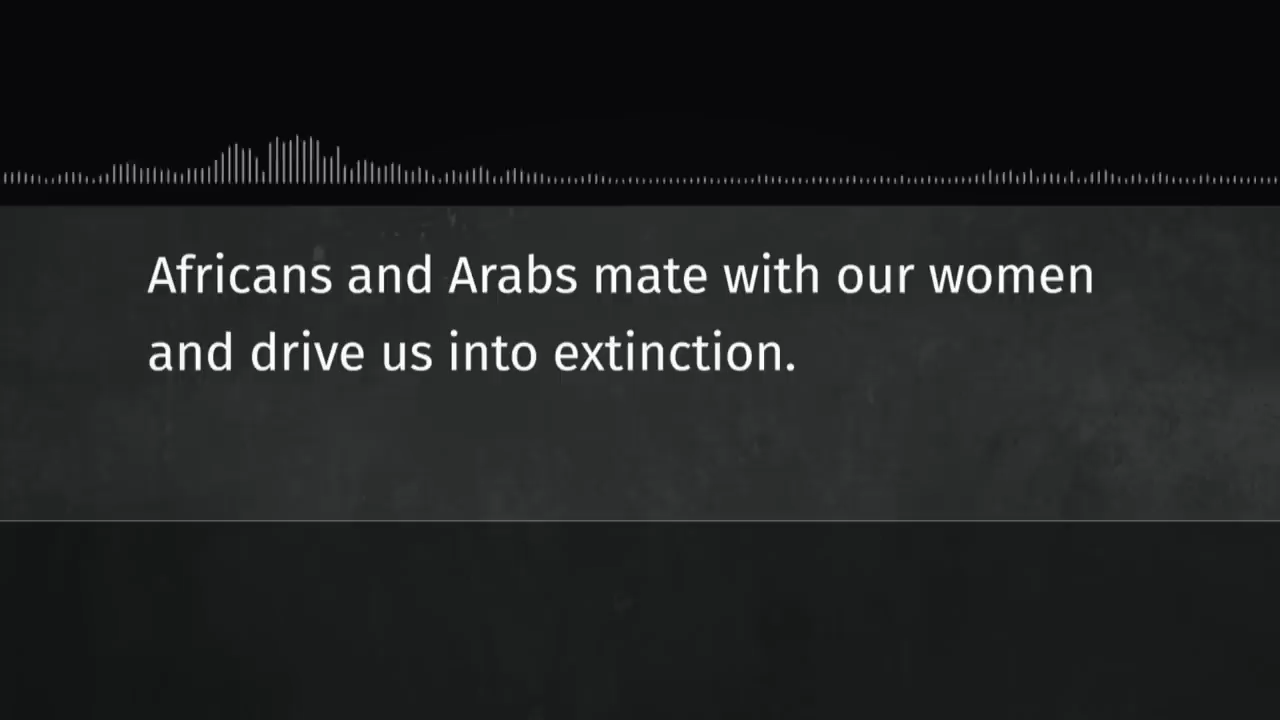 Africans and Arabs mate with our women
and drive us into extinction.